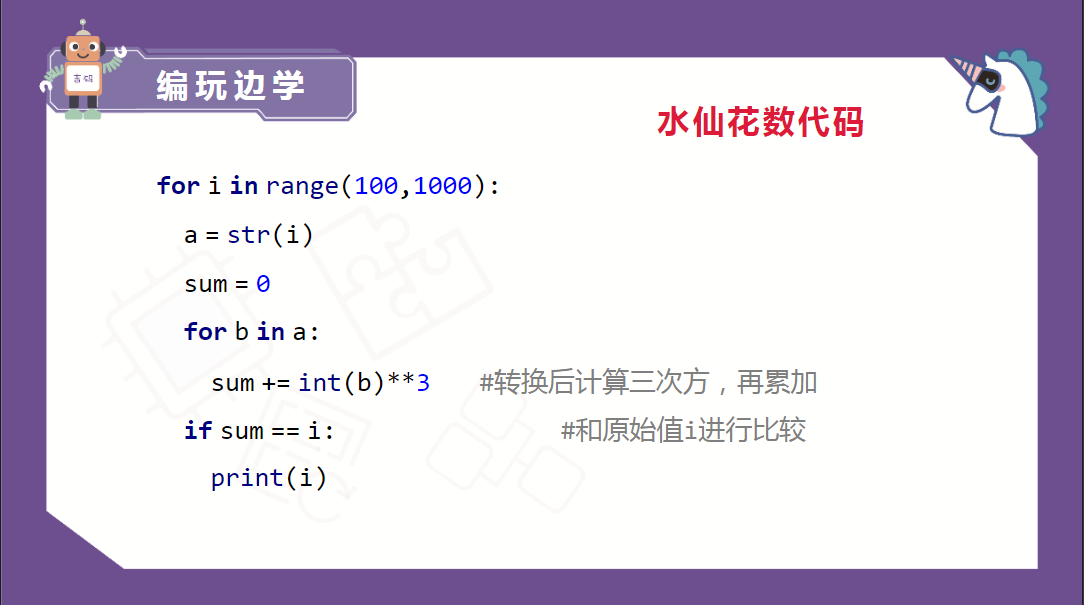 吉码
编玩边学
水仙花数代码
for i in range(100,1000):
a = str(i)
sum = 0
for b in a:
sum += int(b)**3 #转换后计算三次方，再累加
if sum == i: #和原始值i进行比较
print(i)